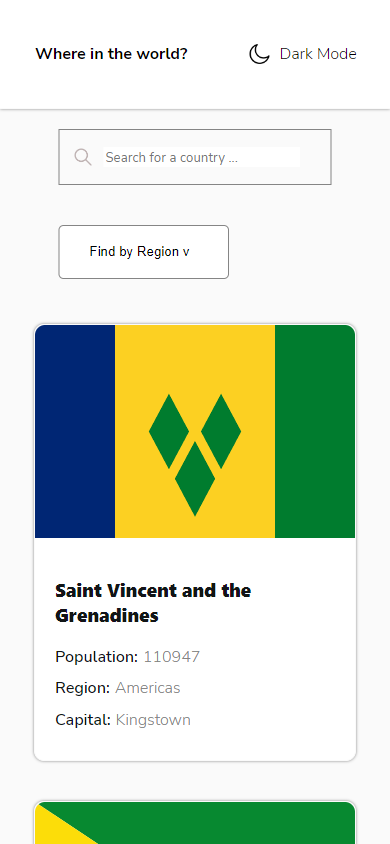 Where in the world?
Dark Mode
Search for a country ...
Find by Region v
Saint Vincent and the
Grenadines
Population: 110947
Region: Americas
Capital: Kingstown